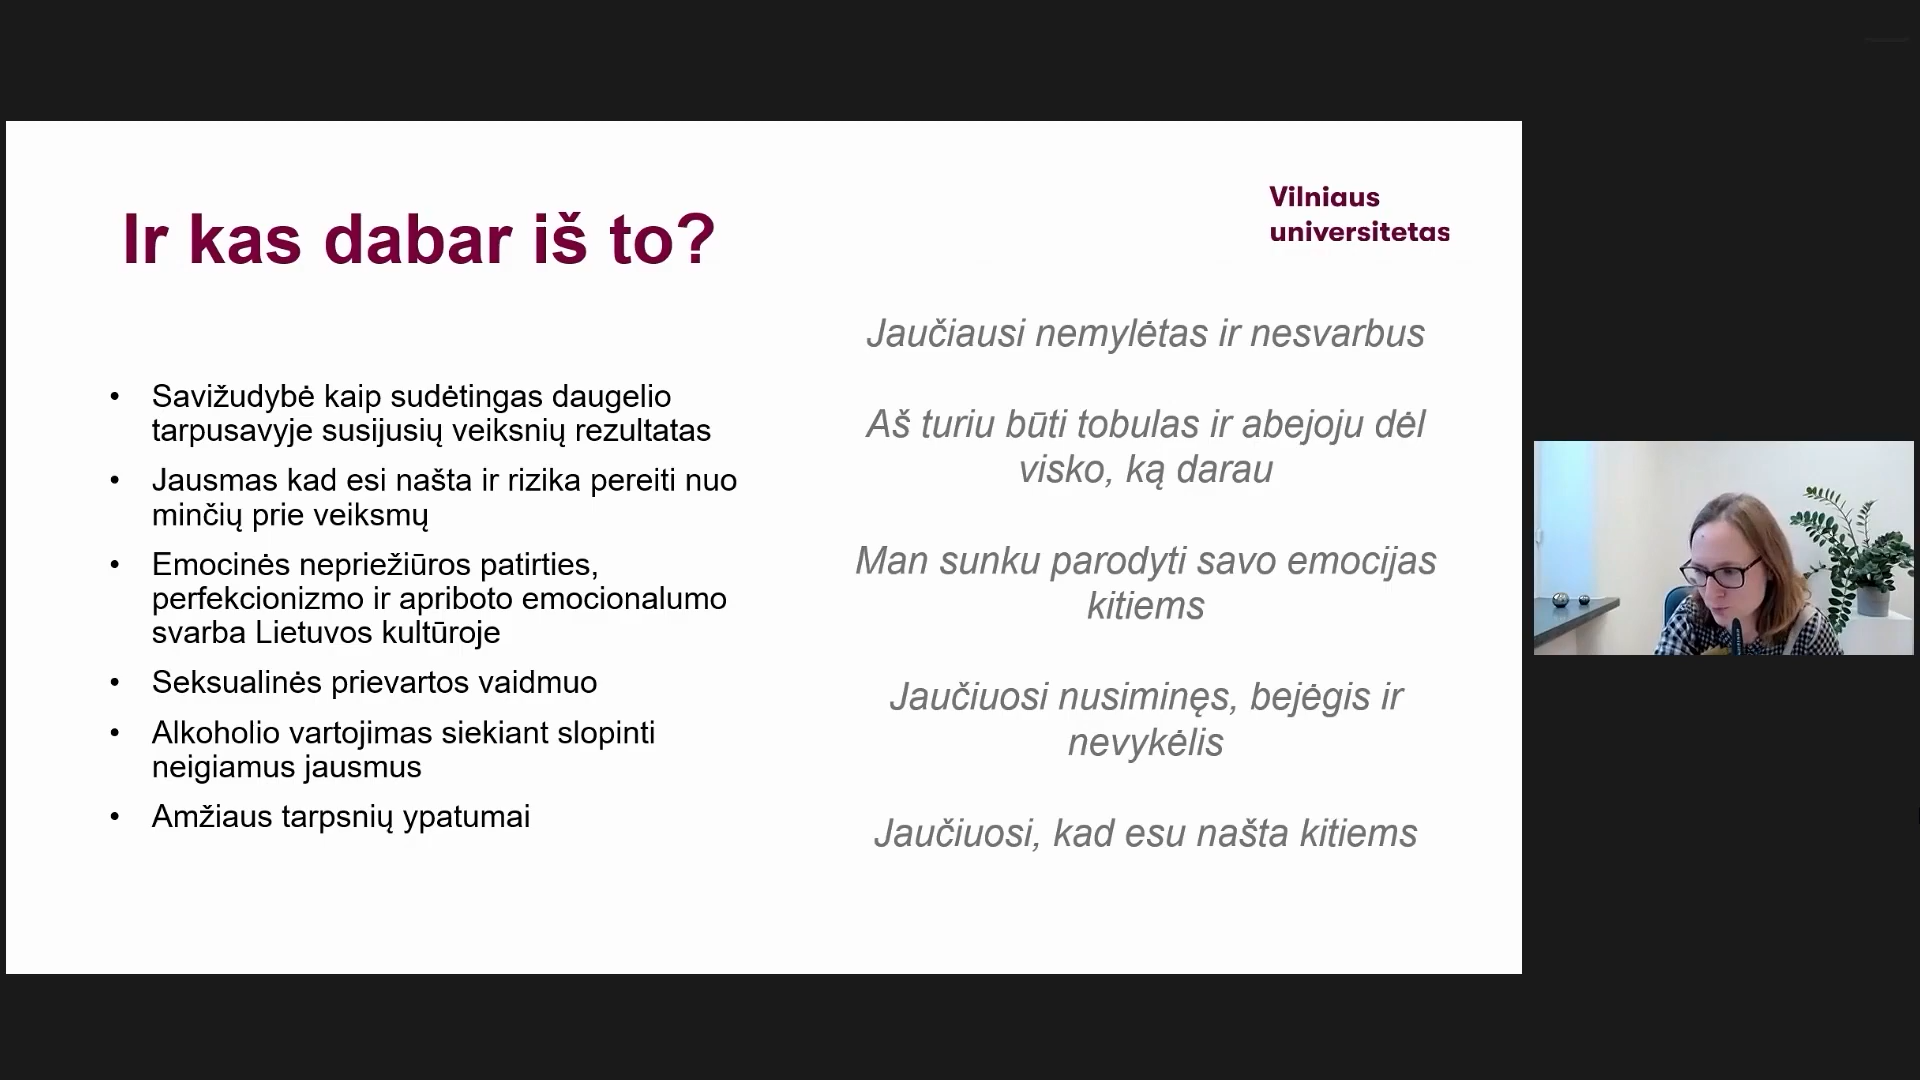 Ir kas dabar iš to?
Vilniaus
universitetas
• Savižudybė kaip sudėtingas daugelio
tarpusavyje susijusių veiksnių rezultatas
• Jausmas kad esi našta ir rizika pereiti nuo
minčių prie veiksmų
• Emocinės nepriežiūros patirties,
perfekcionizmo ir apriboto emocionalumo
svarba Lietuvos kultūroje
• Seksualinės prievartos vaidmuo
• Alkoholio vartojimas siekiant slopinti
neigiamus jausmus
• Amžiaus tarpsnių ypatumai
Jaučiausi nemylėtas ir nesvarbus
Aš turiu būti tobulas ir abejoju dėl
visko, ką darau
Man sunku parodyti savo emocijas
kitiems
Jaučiuosi nusiminęs, bejėgis ir
nevykėlis
Jaučiuosi, kad esu našta kitiems